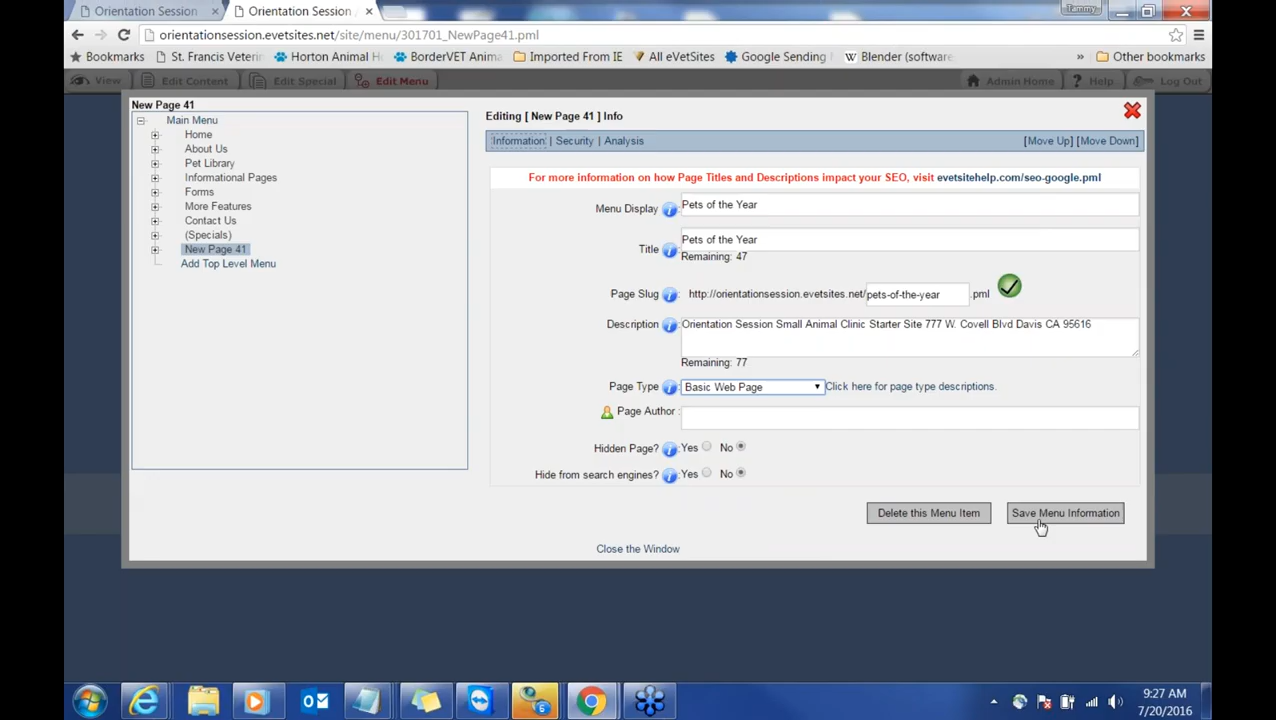 Orientation Session
Orientation Session
Tammy
orientationsession.evetsites.net/site/menu/301701_NewPage41.pml
Bookmarks St. Francis Veterin Horton Animal H BorderVET Anima Imported From IE All eVetSites Google Sending W Blender (software » Other bookmarks
View Edit Content Edit Special Edit Menu Admin Home Help Log Out
New Page 41
Main Menu
Home
About Us
Pet Library
Informational Pages
Forms
More Features
Contact Us
(Specials)
New Page 41
Add Top Level Menu
Editing [ New Page 41 ] Info
Information | Security | Analysis [Move Up] [Move Down]
For more information on how Page Titles and Descriptions impact your SEO, visit evetsitehelp.com/seo-google.pml
Menu Display : Pets of the Year
Title : Pets of the Year
Remaining: 47
Page Slug : http://orientationsession.evetsites.net/pets-of-the-year .pml
Description : Orientation Session Small Animal Clinic Starter Site 777 W. Covell Blvd Davis CA 95616
Remaining: 77
Page Type : Basic Web Page Click here for page type descriptions.
Page Author :
Hidden Page? : Yes No
Hide from search engines? : Yes No
Delete this Menu Item Save Menu Information
Close the Window
6
9:27 AM
7/20/2016